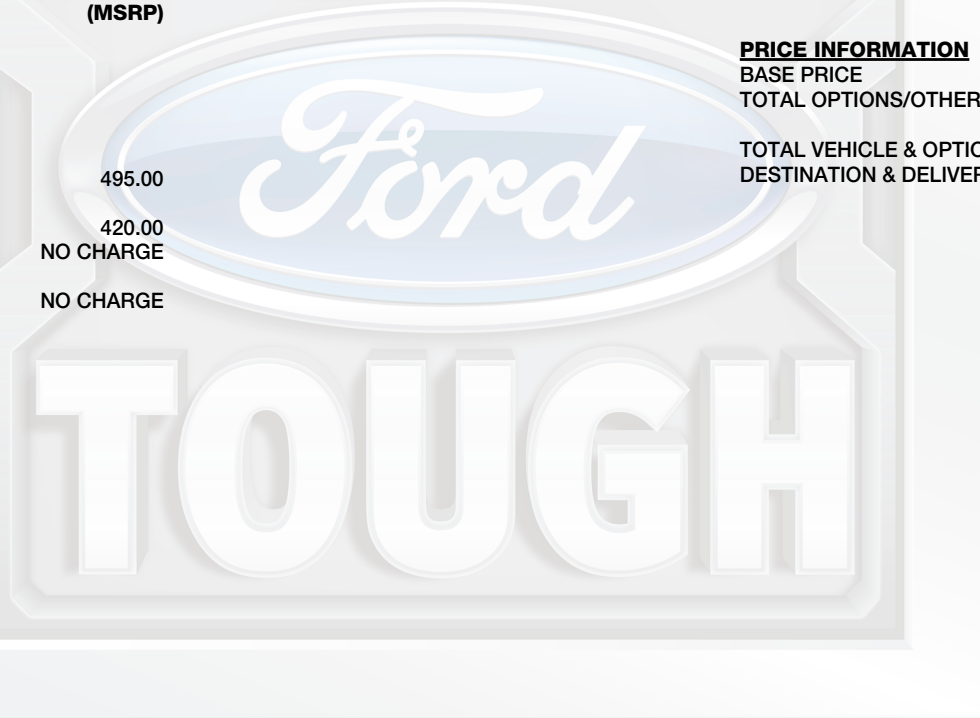 (MSRP)
495.00
420.00
NO CHARGE
NO CHARGE
PRICE INFORMATION
BASE PRICE
TOTAL OPTIONS/OTHER
TOTAL VEHICLE & OPTIO
DESTINATION & DELIVER
Ford
TOUGH